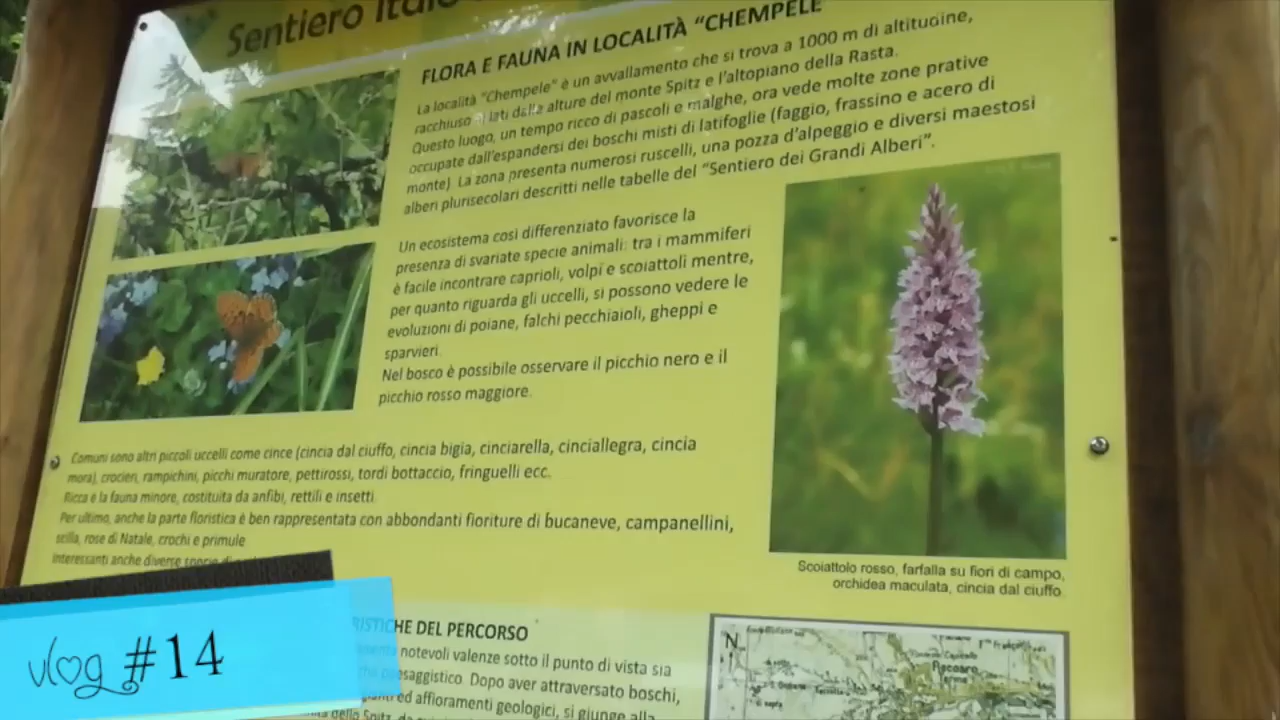 Sentiero Italo
FLORA E FAUNA IN LOCALITÀ "CHEMPELE
La località "Chempele" è un avvallamento che si trova a 1000 m di altitudine,
racchiuso ai lati dalle alture del monte Spitz e l'altopiano della Rasta.
Questo luogo, un tempo ricco di pascoli e malghe, ora vede molte zone prative
occupate dall'espandersi dei boschi misti di latifoglie (faggio, frassino e acero di
monte) La zona presenta numerosi ruscelli, una pozza d'alpeggio e diversi maestosi
alberi plurisecolari descritti nelle tabelle del "Sentiero dei Grandi Alberi".
Un ecosistema così differenziato favorisce la
presenza di svariate specie animali: tra i mammiferi
è facile incontrare caprioli, volpi e scoiattoli mentre,
per quanto riguarda gli uccelli, si possono vedere le
evoluzioni di poiane, falchi pecchiaioli, gheppi e
sparvieri.
Nel bosco è possibile osservare il picchio nero e il
picchio rosso maggiore.
Comuni sono altri piccoli uccelli come cince (cincia dal ciuffo, cincia bigia, cinciarella, cinciallegra, cincia
mora), crocieri, rampichini, picchi muratore, pettirossi, tordi bottaccio, fringuelli ecc.
Ricca è la fauna minore, costituita da anfibi, rettili e insetti.
Per ultimo, anche la parte floristica è ben rappresentata con abbondanti fioriture di bucaneve, campanellini,
scilla, rose di Natale, crochi e primule
Interessanti anche diverse specie di
Scoiattolo rosso, farfalla su fiori di campo,
orchidea maculata, cincia dal ciuffo
RISTICHE DEL PERCORSO
notevoli valenze sotto il punto di vista sia
paesaggistico. Dopo aver attraversato boschi,
ed affioramenti geologici, si giunge alla
dello Spitz, da
N
Recoaro
Terme
vlog #14